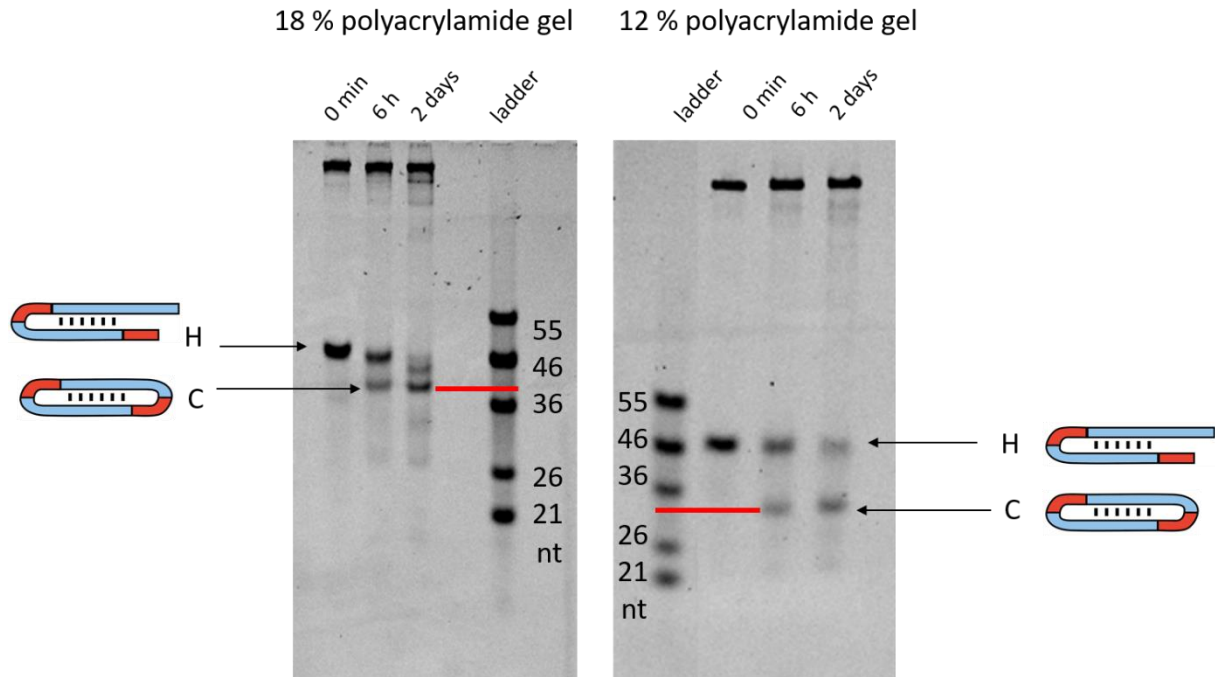 18 % polyacrylamide gel
0 min
6 h
2 days
ladder
H
C
55
46
36
26
21
nt
12 % polyacrylamide gel
ladder
0 min
6 h
2 days
55
46
36
26
21
nt
H
C